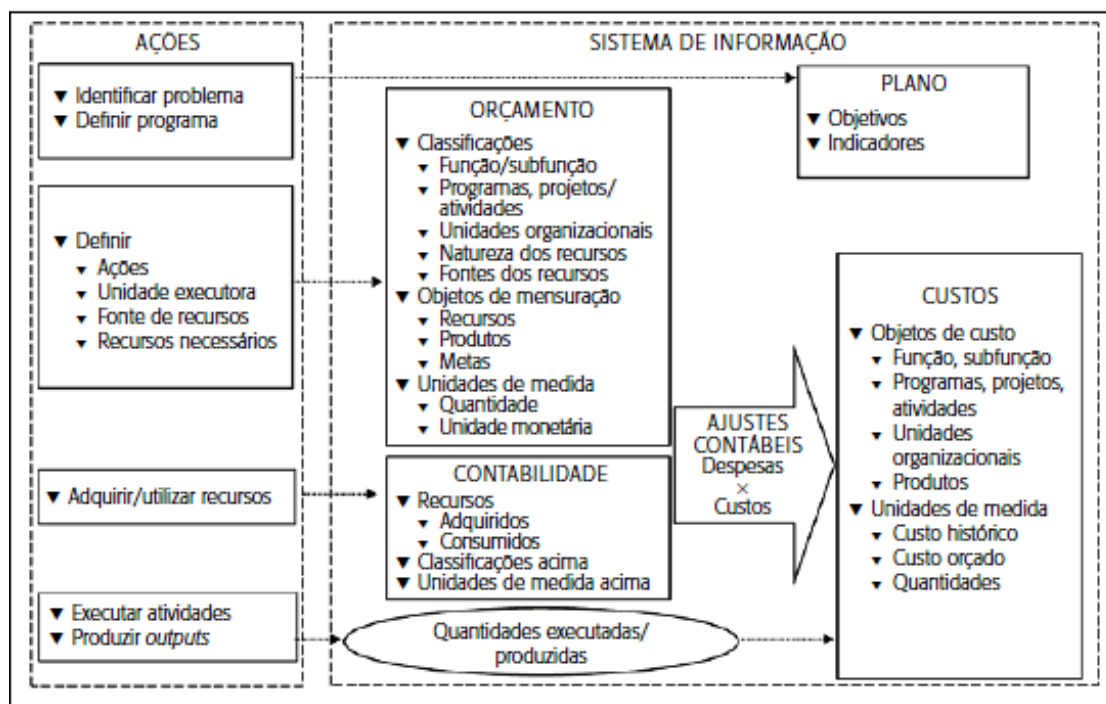 AÇÕES
▼ Identificar problema
▼ Definir programa
▼ Definir
▼ Ações
▼ Unidade executora
▼ Fonte de recursos
▼ Recursos necessários
▼ Adquirir/utilizar recursos
▼ Executar atividades
▼ Produzir outputs
SISTEMA DE INFORMAÇÃO
PLANO
▼ Objetivos
▼ Indicadores
ORÇAMENTO
▼ Classificações
▼ Função/subfunção
▼ Programas, projetos/
atividades
▼ Unidades organizacionais
▼ Natureza dos recursos
▼ Fontes dos recursos
▼ Objetos de mensuração
▼ Recursos
▼ Produtos
▼ Metas
▼ Unidades de medida
▼ Quantidade
▼ Unidade monetária
CONTABILIDADE
▼ Recursos
▼ Adquiridos
▼ Consumidos
▼ Classificações acima
▼ Unidades de medida acima
Quantidades executadas/
produzidas
AJUSTES
CONTÁBEIS
Despesas
×
Custos
CUSTOS
▼ Objetos de custo
▼ Função, subfunção
▼ Programas, projetos,
atividades
▼ Unidades
organizacionais
▼ Produtos
▼ Unidades de medida
▼ Custo histórico
▼ Custo orçado
▼ Quantidades